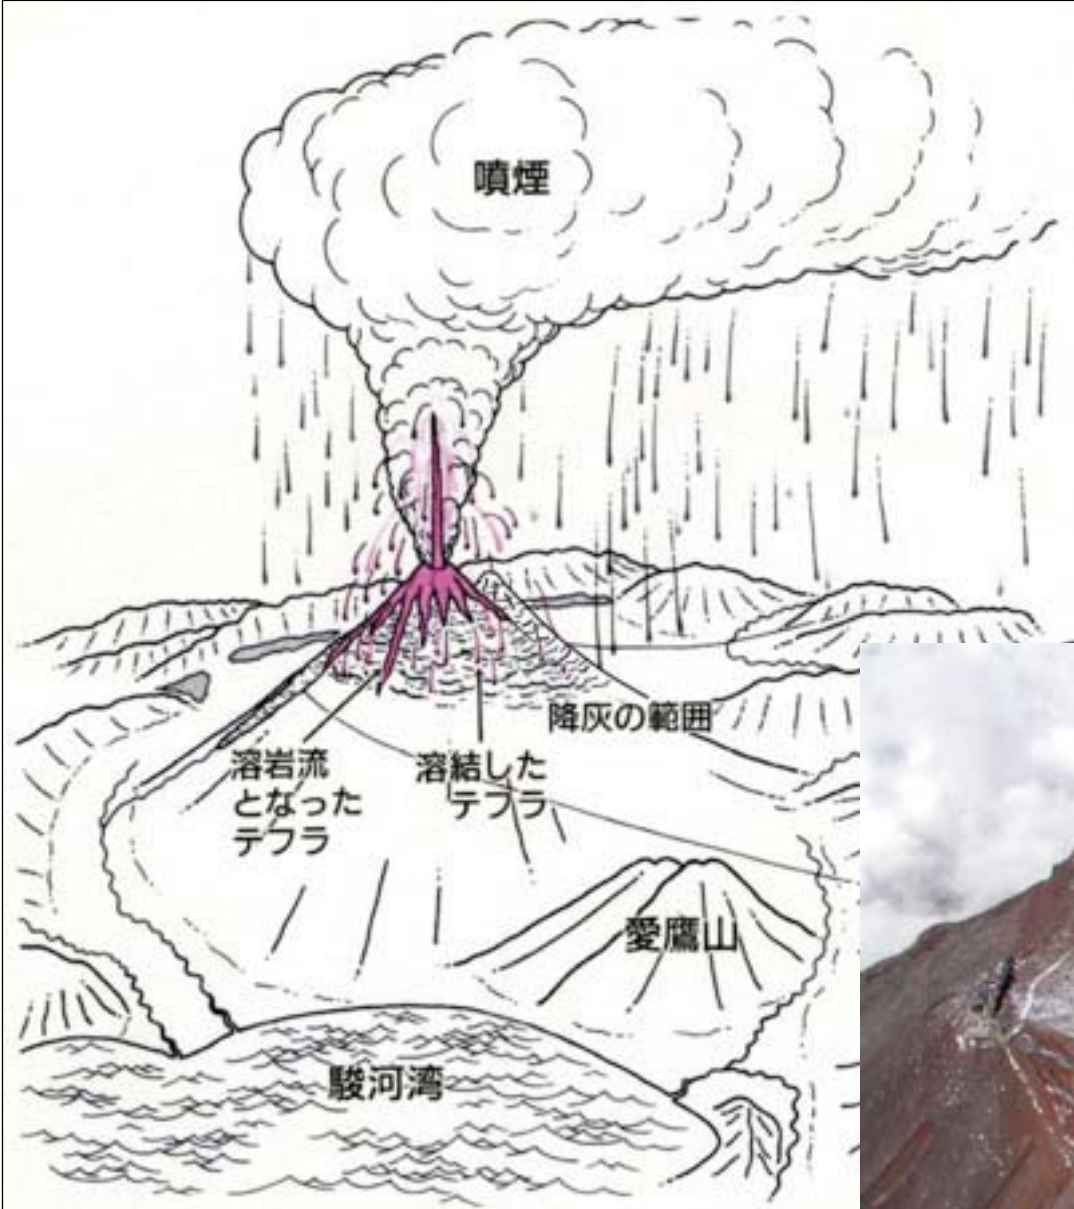 噴煙
降灰の範囲
溶岩流
となった
テフラ
溶結した
テフラ
愛鷹山
駿河湾